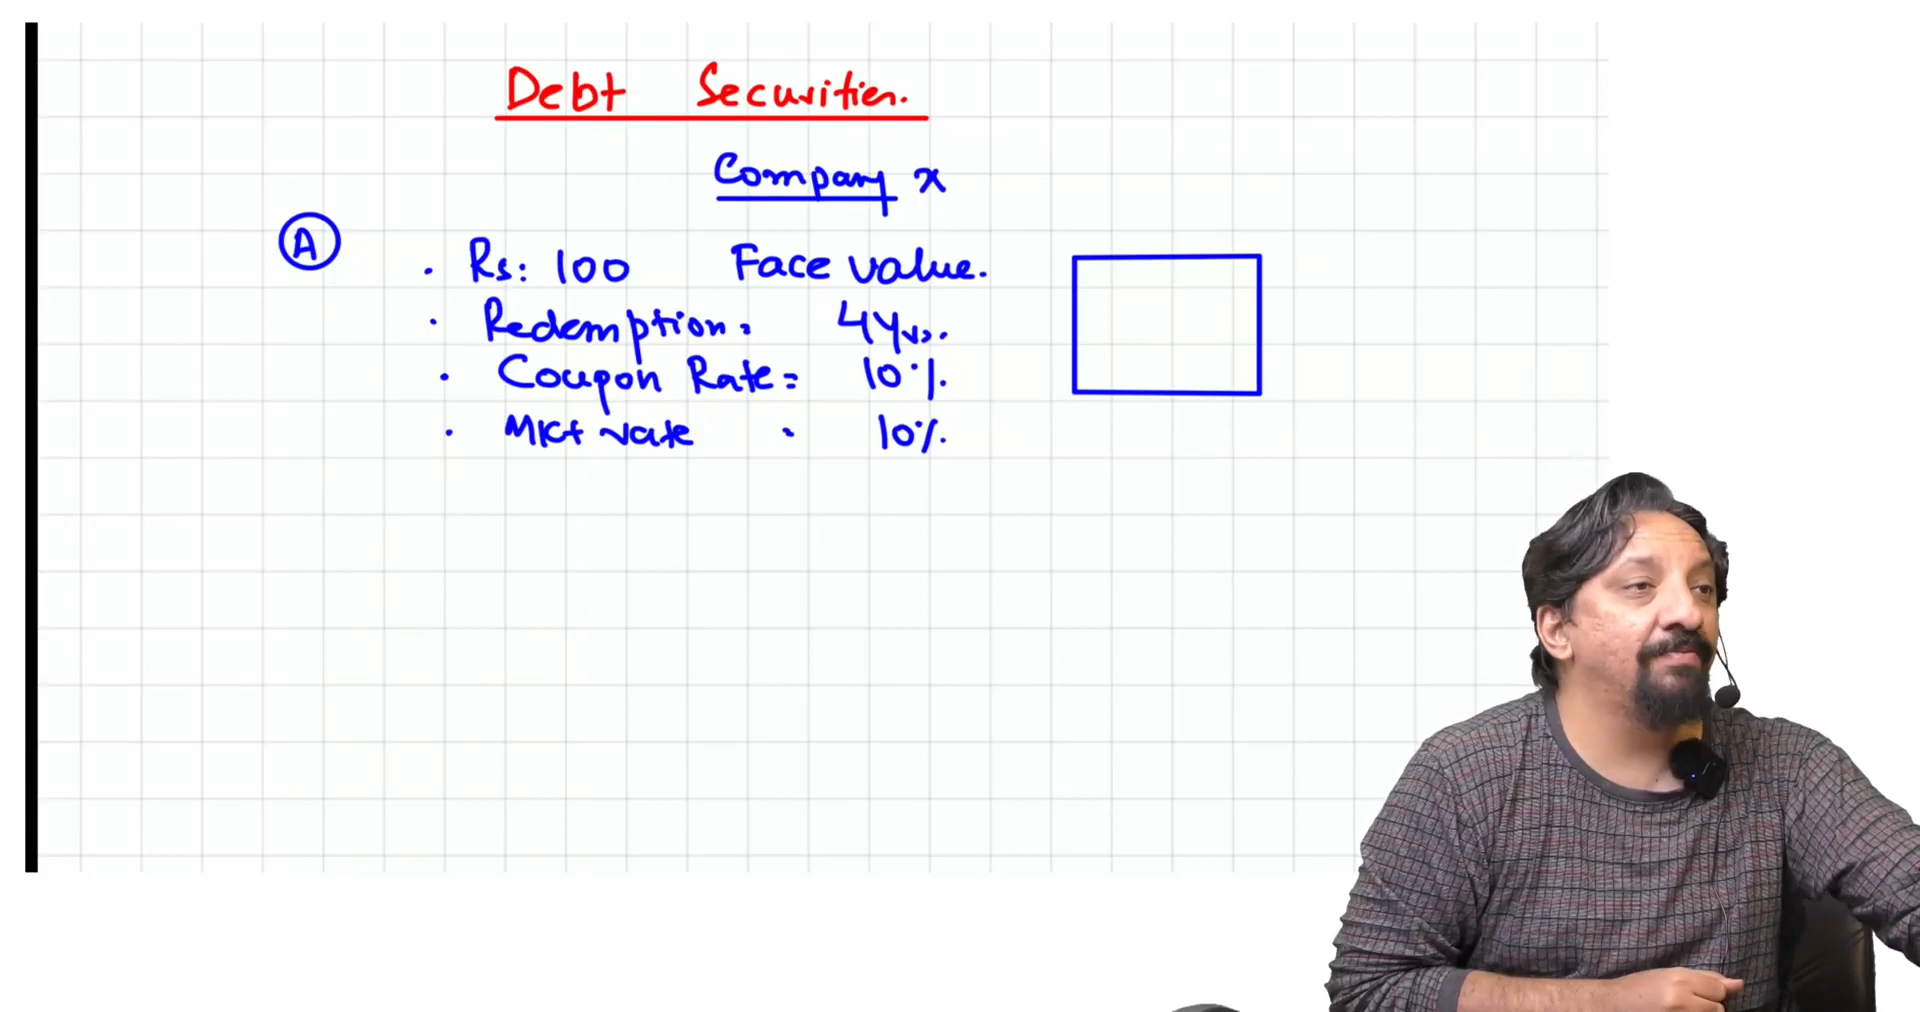 Debt Securities.
Company x
A
. Rs: 100 Face value.
. Redemption = 4 Yrs.
. Coupon Rate = 10%.
. Mkt rate = 10%.